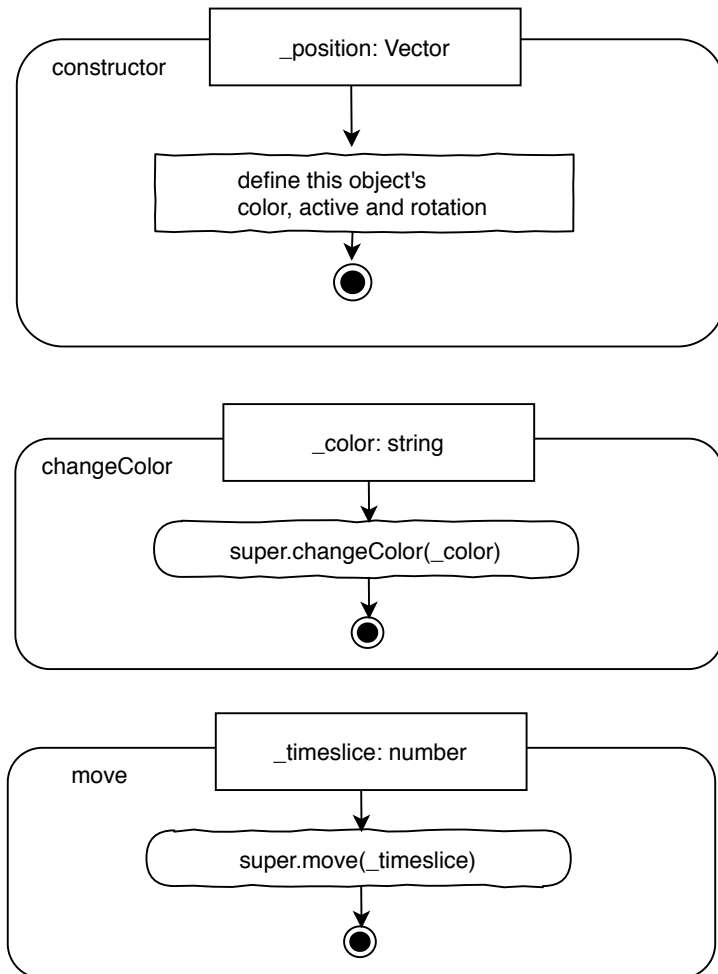 _position: Vector
constructor
define this object's
color, active and rotation
_color: string
changeColor
super.changeColor(_color)
_timeslice: number
move
super.move(_timeslice)